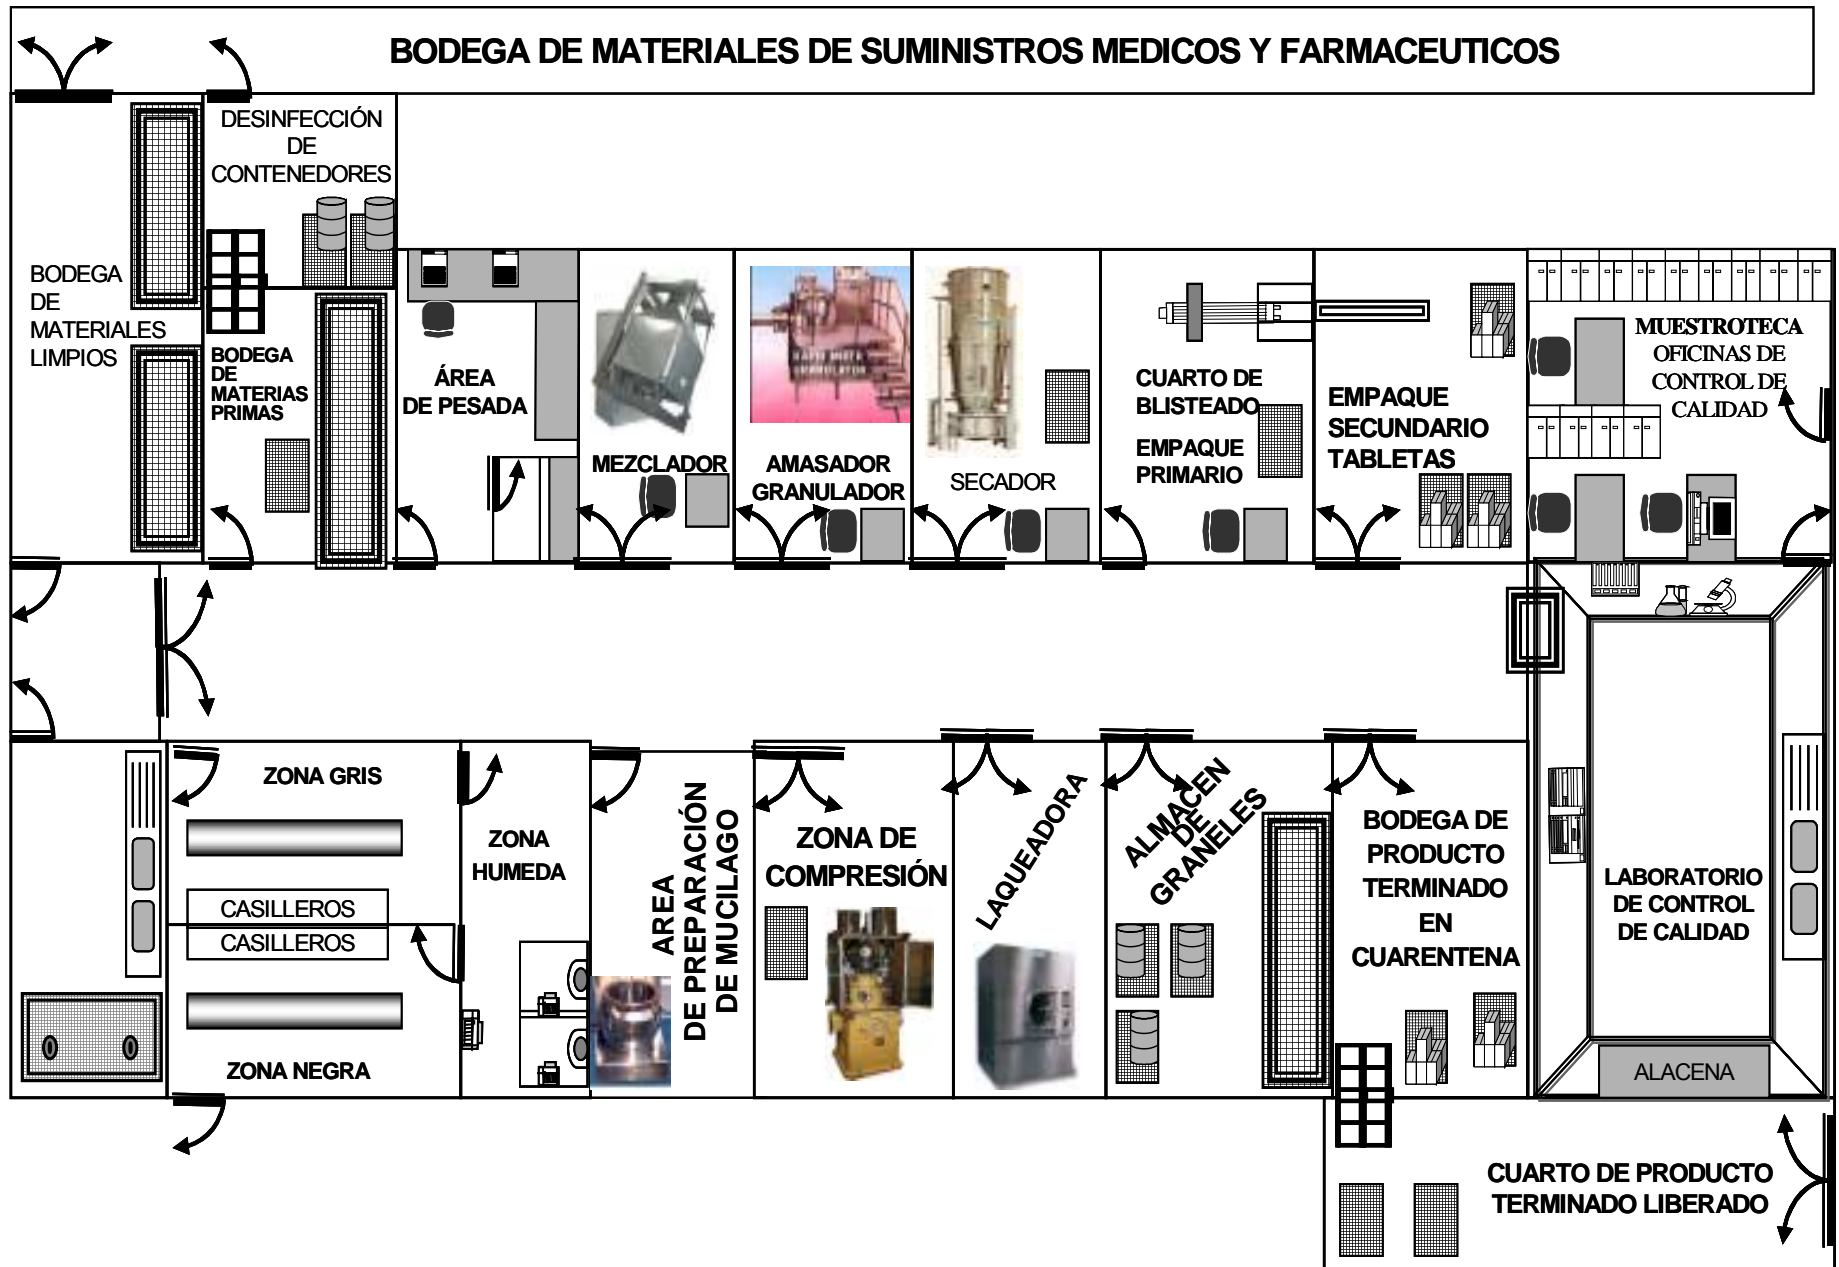 BODEGA DE MATERIALES DE SUMINISTROS MEDICOS Y FARMACEUTICOS
DESINFECCIÓN
DE
CONTENEDORES
BODEGA
DE
MATERIALES
LIMPIOS
BODEGA
DE
MATERIAS
PRIMAS
ÁREA
DE PESADA
MEZCLADOR
AMASADOR
GRANULADOR
SECADOR
CUARTO DE
BLISTEADO
EMPAQUE
PRIMARIO
EMPAQUE
SECUNDARIO
TABLETAS
MUESTROTECA
OFICINAS DE
CONTROL DE
CALIDAD
ZONA GRIS
CASILLEROS
CASILLEROS
ZONA NEGRA
ZONA
HUMEDA
AREA
DE PREPARACIÓN
DE MUCILAGO
ZONA DE
COMPRESIÓN
LAQUEADORA
ALMACEN
DE
GRANELES
BODEGA DE
PRODUCTO
TERMINADO
EN
CUARENTENA
LABORATORIO
DE CONTROL
DE CALIDAD
ALACENA
CUARTO DE PRODUCTO
TERMINADO LIBERADO